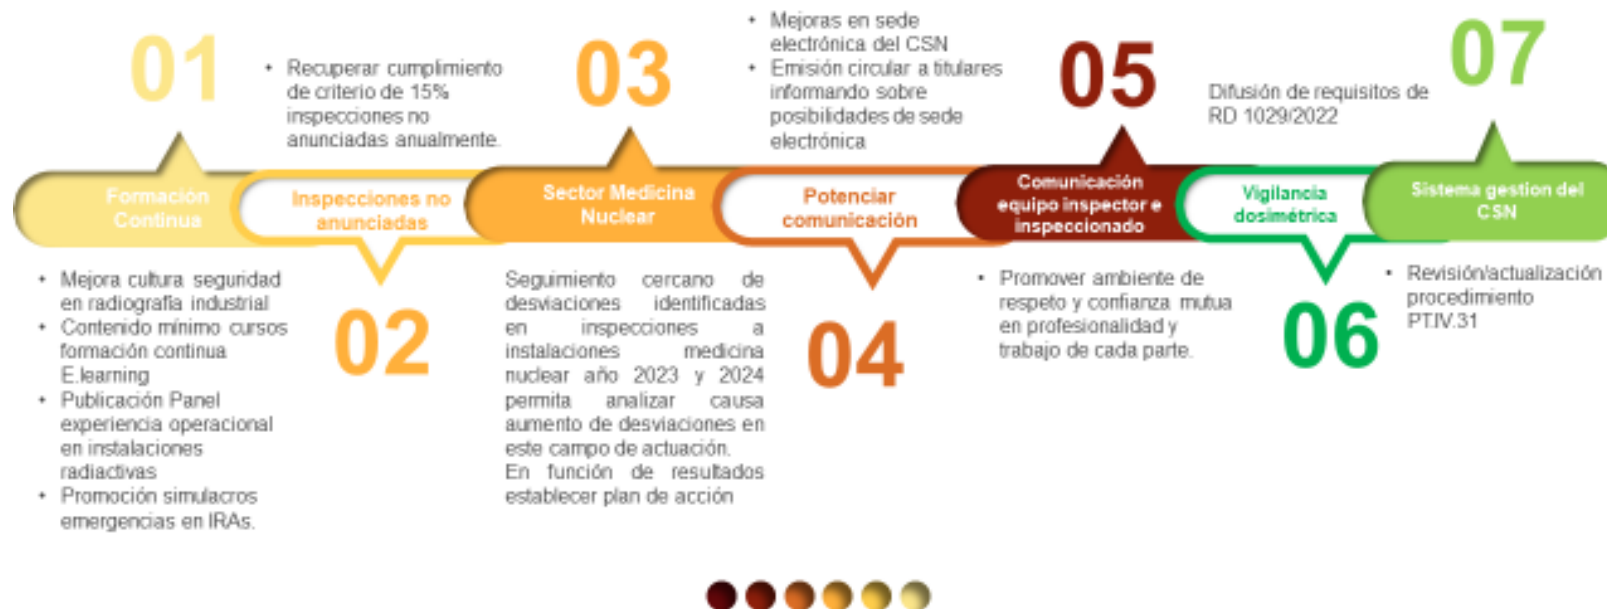 01
Formación
Continua
• Mejora cultura seguridad
en radiografía industrial
• Contenido mínimo cursos
formación continua
E.learning
• Publicación Panel
experiencia operacional
en instalaciones
radiactivas
• Promoción simulacros
emergencias en IRAs.
• Recuperar cumplimiento
de criterio de 15%
inspecciones no
anunciadas anualmente.
Inspecciones no
anunciadas
02
03
Sector Medicina
Nuclear
Seguimiento cercano de
desviaciones identificadas
en inspecciones a
instalaciones medicina
nuclear año 2023 y 2024
permita analizar causa
aumento de desviaciones en
este campo de actuación.
En función de resultados
establecer plan de acción
• Mejoras en sede
electrónica del CSN
• Emisión circular a titulares
informando sobre
posibilidades de sede
electrónica
Potenciar
comunicación
04
05
Comunicación
equipo inspector e
inspeccionado
• Promover ambiente de
respeto y confianza mutua
en profesionalidad y
trabajo de cada parte.
Difusión de requisitos de
RD 1029/2022
Vigilancia
dosimétrica
06
07
Sistema gestion del
CSN
• Revisión/actualización
procedimiento
PT.IV.31